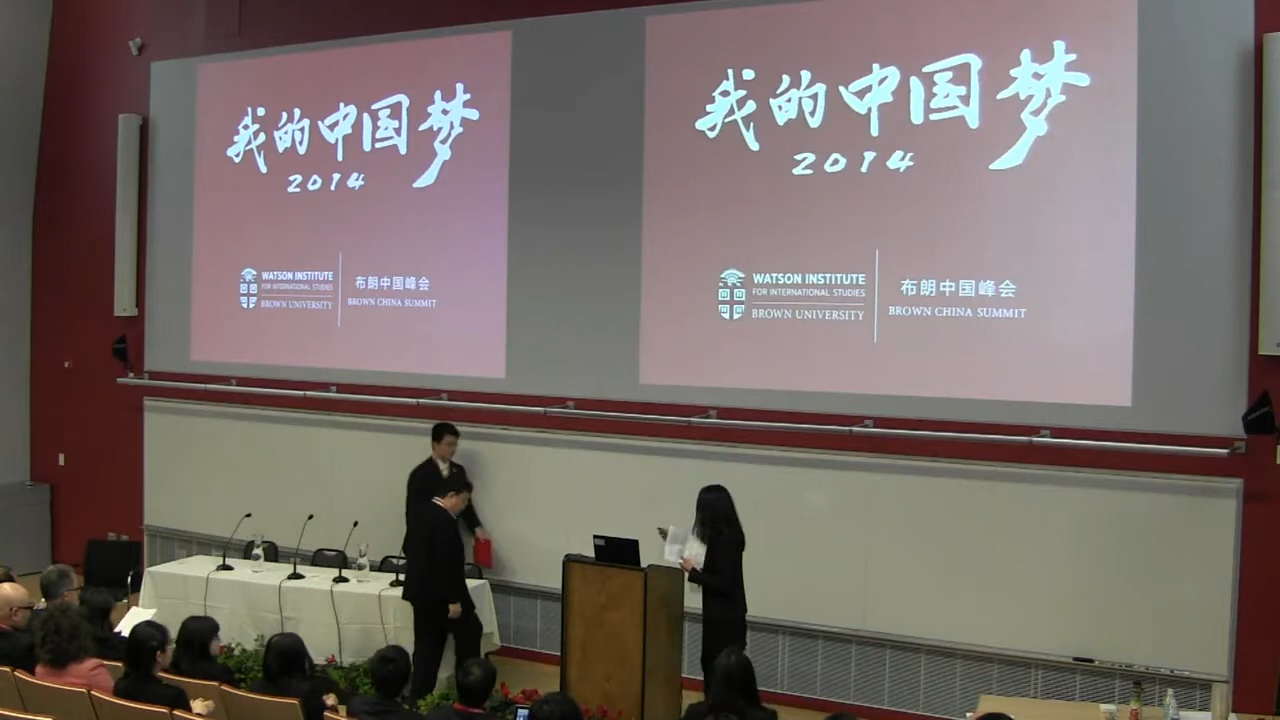 我的中国梦
2014
WATSON INSTITUTE
FOR INTERNATIONAL STUDIES
BROWN UNIVERSITY
布朗中国峰会
BROWN CHINA SUMMIT
我的中国梦
2014
WATSON INSTITUTE
FOR INTERNATIONAL STUDIES
BROWN UNIVERSITY
布朗中国峰会
BROWN CHINA SUMMIT